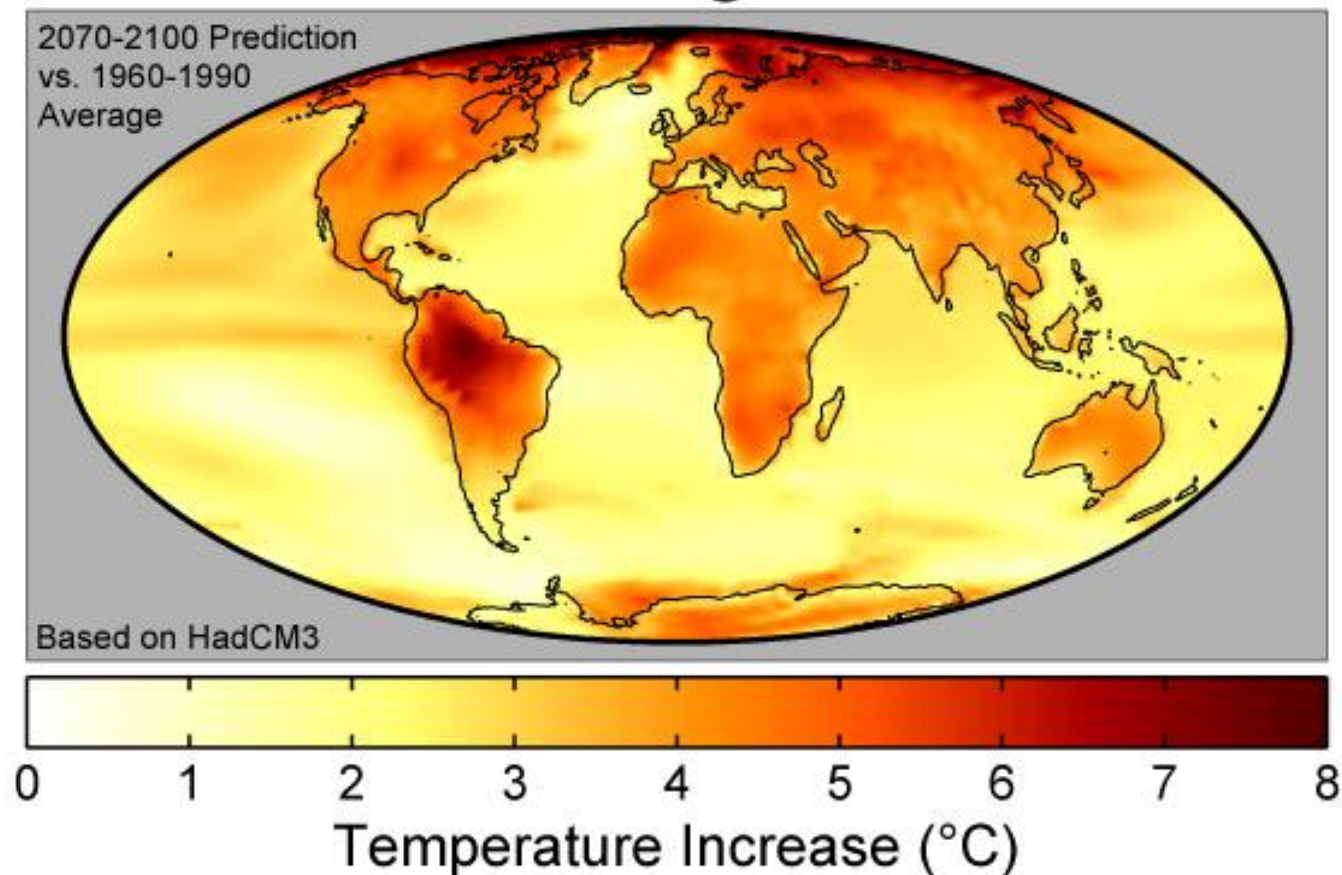 2070-2100 Prediction
vs. 1960-1990
Average
Based on HadCM3
0 1 2 3 4 5 6 7 8
Temperature Increase (°C)